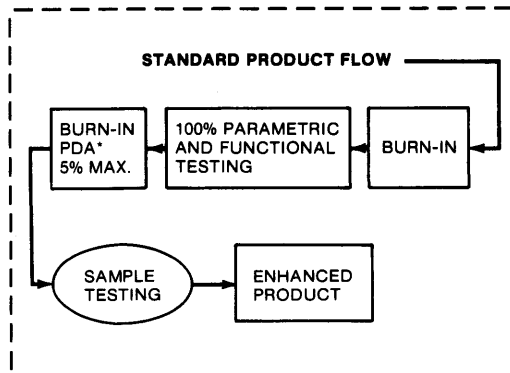 STANDARD PRODUCT FLOW
BURN-IN
PDA*
5% MAX.
100% PARAMETRIC
AND FUNCTIONAL
TESTING
BURN-IN
SAMPLE
TESTING
ENHANCED
PRODUCT